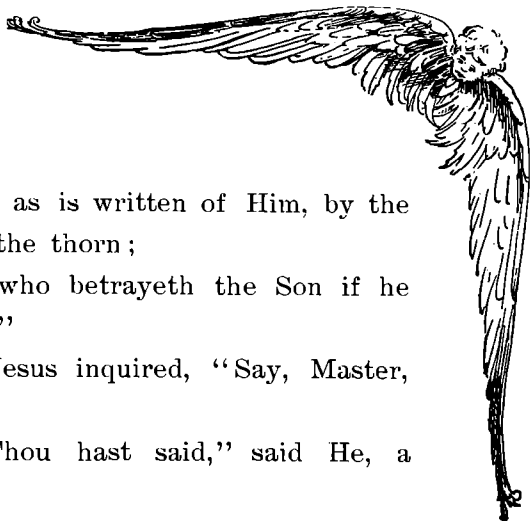 as is written of Him, by the
the thorn ;
who betrayeth the Son if he
”
Jesus inquired, “Say, Master,
Thou hast said,” said He, a